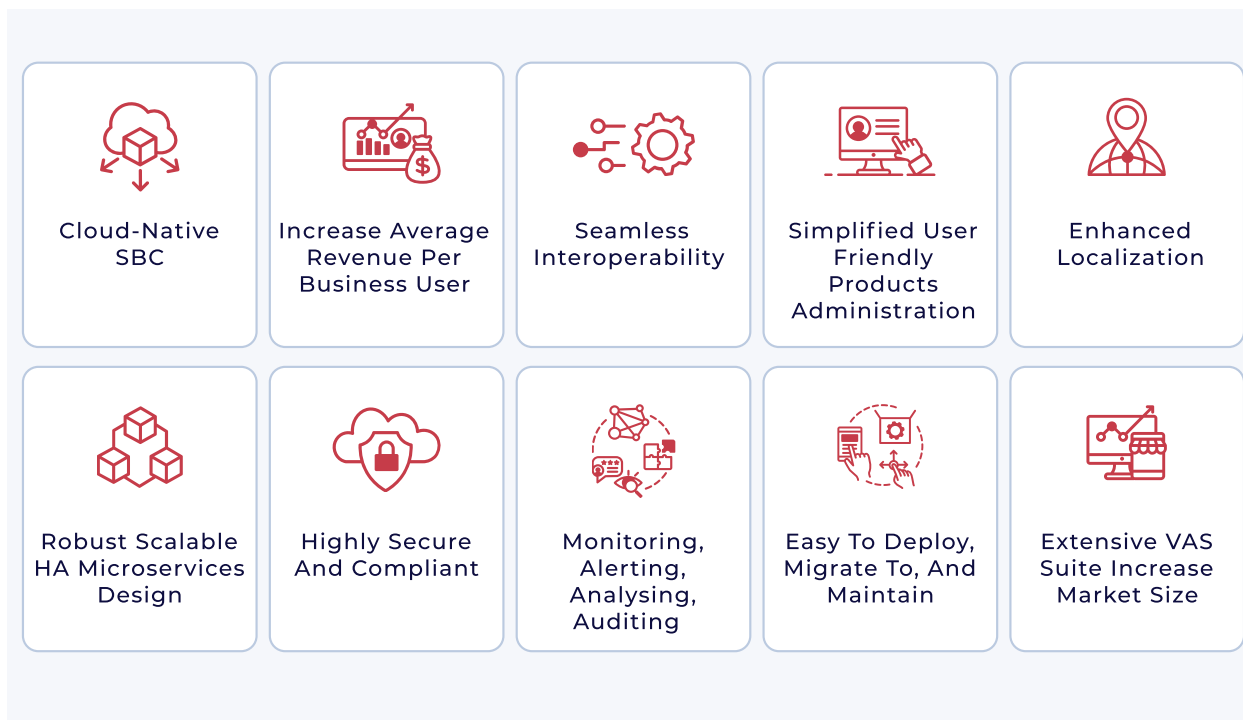 Cloud-Native
SBC
Increase Average
Revenue Per
Business User
Seamless
Interoperability
Simplified User
Friendly
Products
Administration
Enhanced
Localization
Robust Scalable
HA Microservices
Design
Highly Secure
And Compliant
Monitoring,
Alerting,
Analysing,
Auditing
Easy To Deploy,
Migrate To, And
Maintain
Extensive VAS
Suite Increase
Market Size